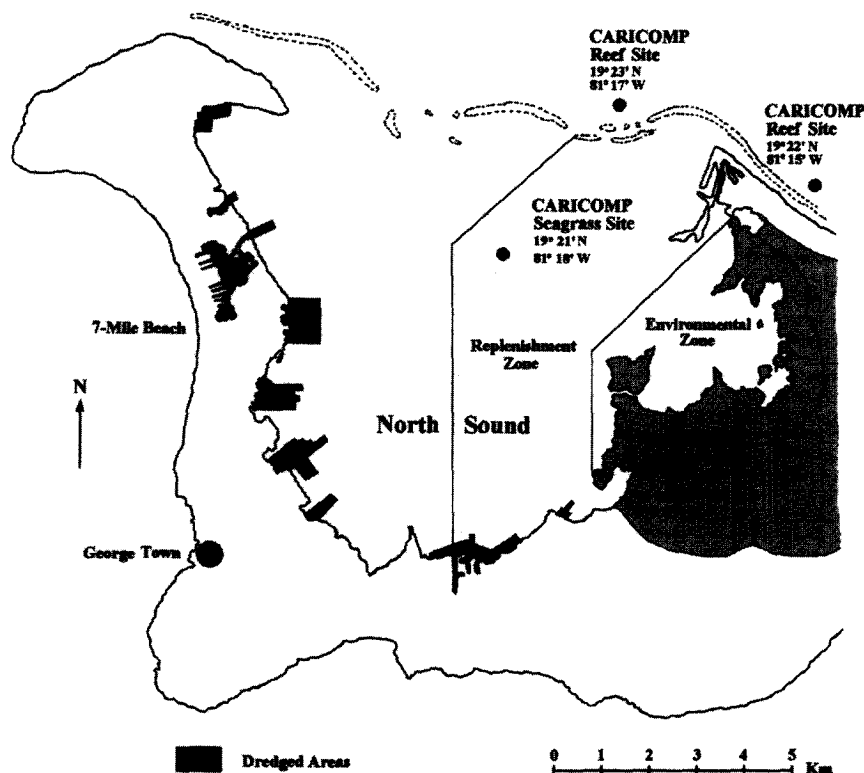 CARICOMP
Reef Site
19° 23' N
81° 17' W
CARICOMP
Reef Site
19° 22' N
81° 15' W
CARICOMP
Seagrass Site
19° 21' N
81° 18' W
7-Mile Beach
Replenishment
Zone
Environmental
Zone
N
North Sound
George Town
Dredged Areas
0 1 2 3 4 5
Km